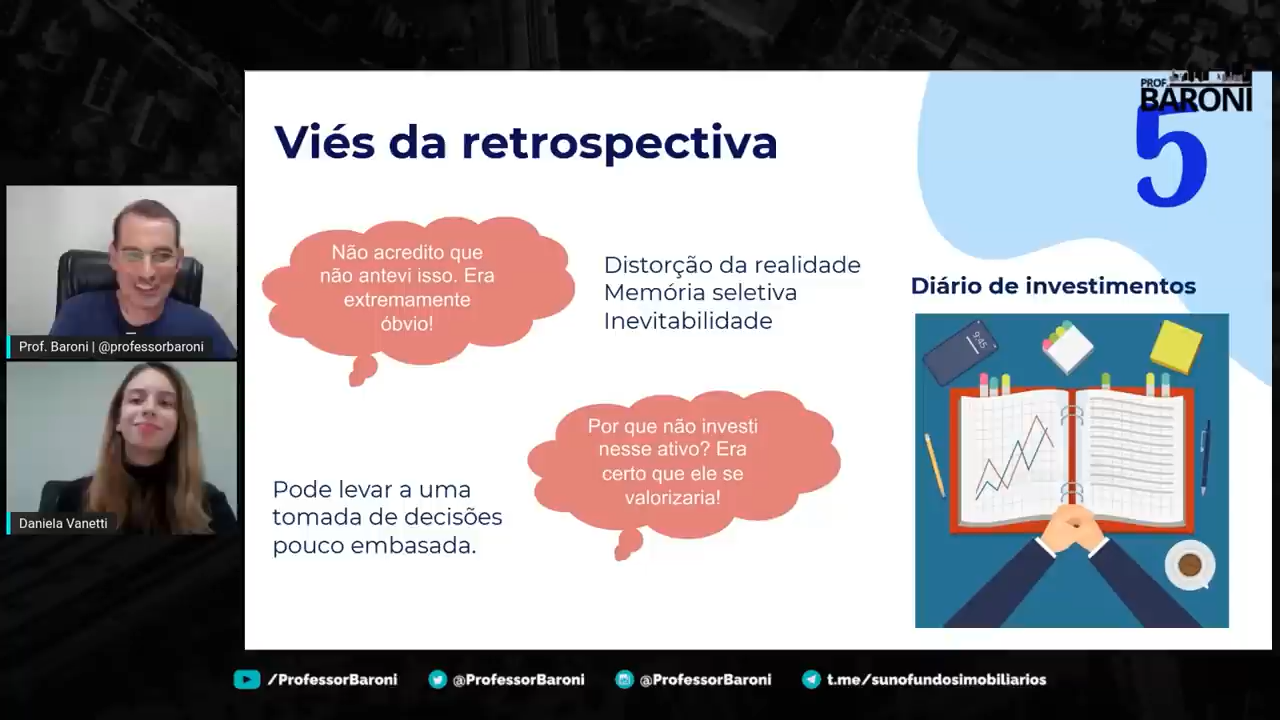 PROF.
BARONI
5
Viés da retrospectiva
Não acredito que
não antevi isso. Era
extremamente
óbvio!
Distorção da realidade
Memória seletiva
Inevitabilidade
Diário de investimentos
9:45
Por que não investi
nesse ativo? Era
certo que ele se
valorizaria!
Pode levar a uma
tomada de decisões
pouco embasada.
Prof. Baroni | @professorbaroni
Daniela Vanetti
/ProfessorBaroni
@ProfessorBaroni
@ProfessorBaroni
t.me/sunofundosimobiliarios